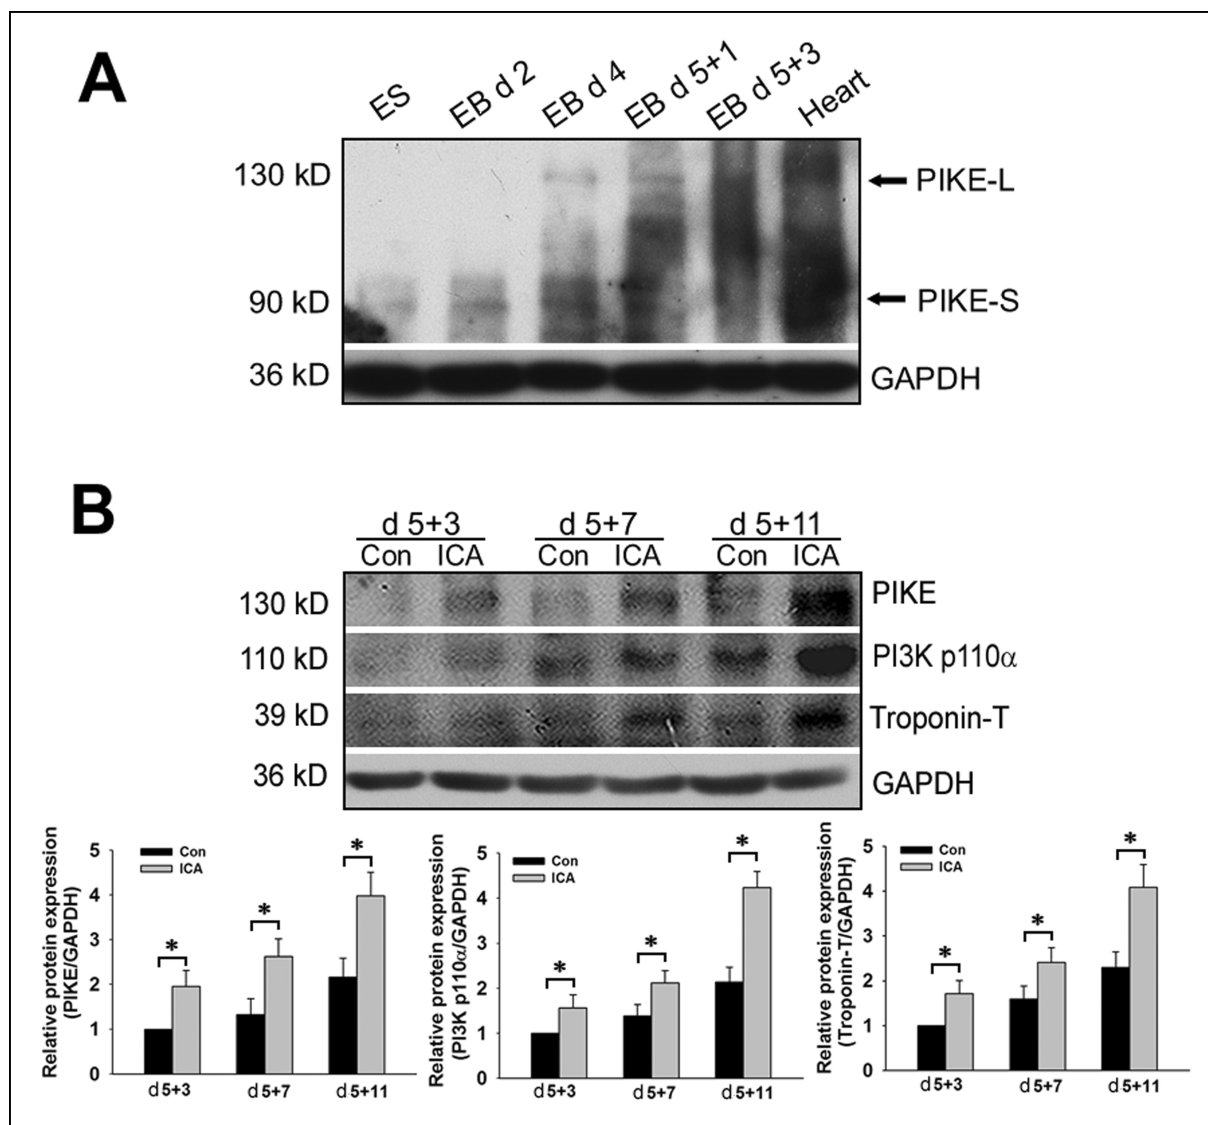 A
ES EB d 2 EB d 4 EB d 5+1 EB d 5+3 Heart
130 kD
PIKE-L
90 kD
PIKE-S
36 kD
GAPDH
B
d 5+3 d 5+7 d 5+11
Con ICA Con ICA Con ICA
130 kD
PIKE
110 kD
PI3K p110α
39 kD
Troponin-T
36 kD
GAPDH
Relative protein expression
(PIKE/GAPDH)
5
4
3
2
1
0
Con
ICA
*
*
*
d 5+3 d 5+7 d 5+11
Relative protein expression
(PI3K p110α/GAPDH)
5
4
3
2
1
0
Con
ICA
*
*
*
d 5+3 d 5+7 d 5+11
Relative protein expression
(Troponin-T/GAPDH)
5
4
3
2
1
0
Con
ICA
*
*
*
d 5+3 d 5+7 d 5+11